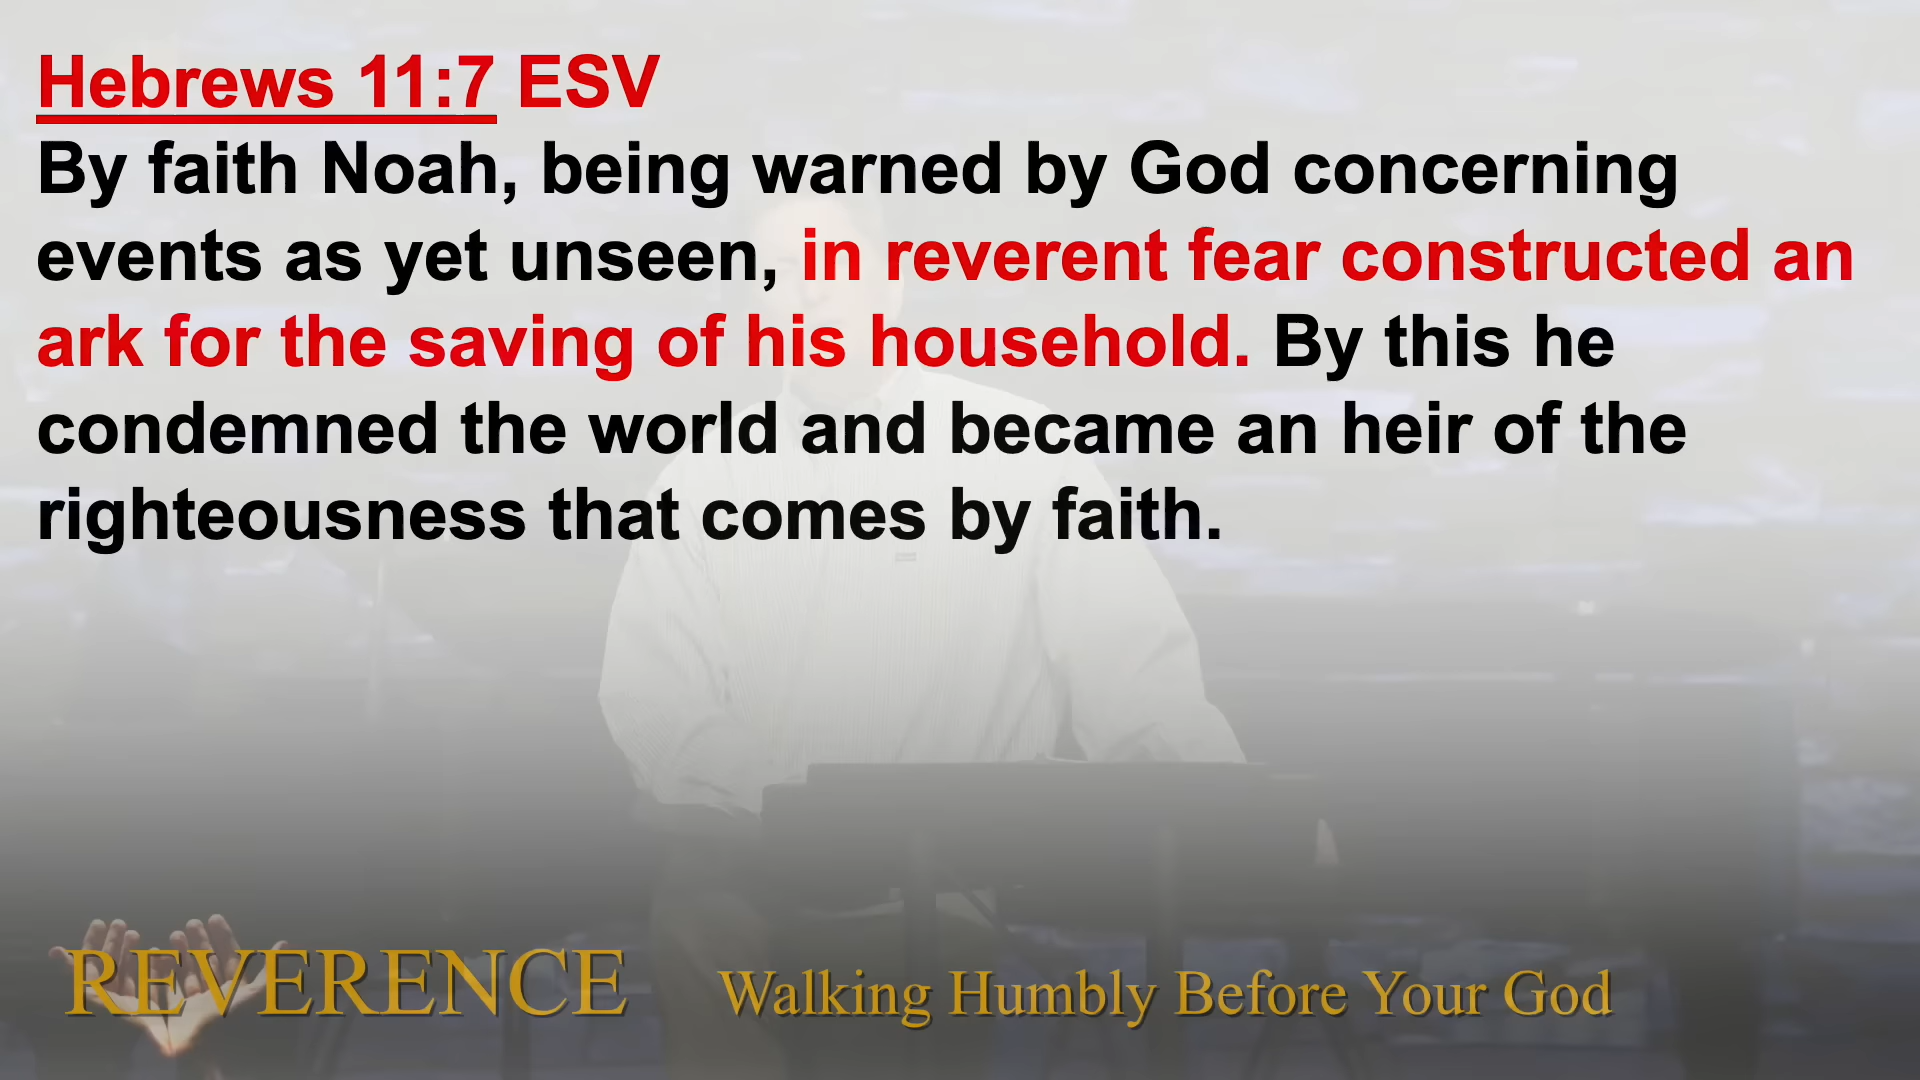 Hebrews 11:7 ESV
By faith Noah, being warned by God concerning
events as yet unseen, in reverent fear constructed an
ark for the saving of his household. By this he
condemned the world and became an heir of the
righteousness that comes by faith.
REVERENCE Walking Humbly Before Your God